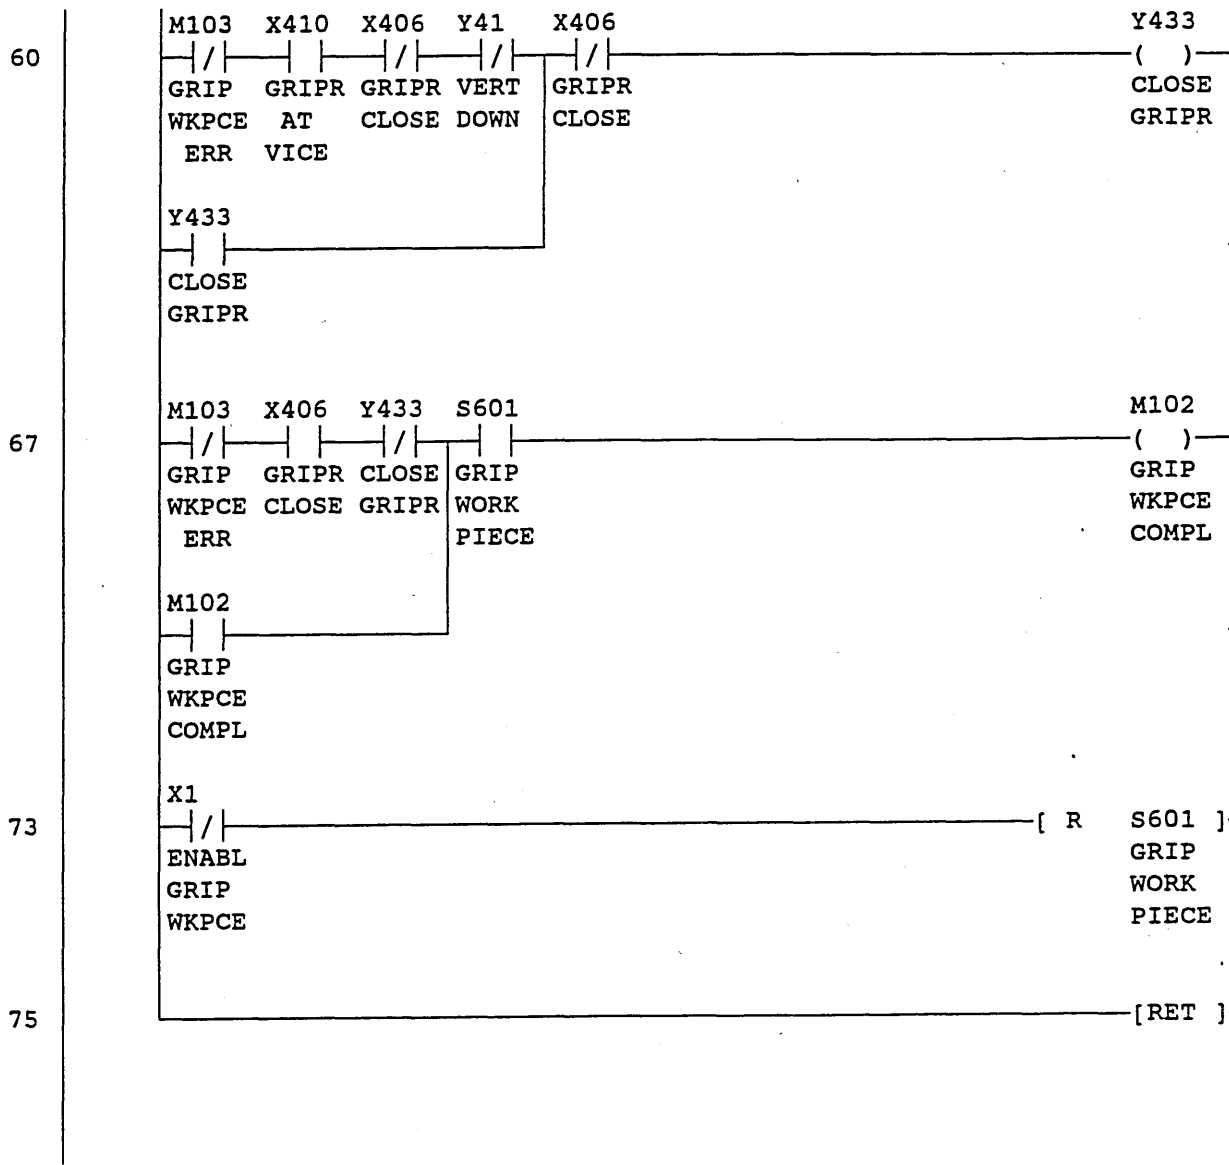 M103 X410 X406 Y41 X406 Y433
60 ( )
GRIP GRIPR GRIPR VERT GRIPR CLOSE
WKPCE AT CLOSE DOWN CLOSE GRIPR
ERR VICE
Y433
CLOSE
GRIPR
M103 X406 Y433 S601 M102
67 ( )
GRIP GRIPR CLOSE GRIP GRIP
WKPCE CLOSE GRIPR WORK WKPCE
ERR PIECE COMPL
M102
GRIP
WKPCE
COMPL
X1
73 [ R S601 ]
ENABL GRIP
GRIP WORK
WKPCE PIECE
75 [RET ]